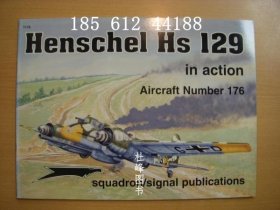 185 612 44188
Henschel Hs 129
in action
Aircraft Number 176
squadron/signal publications